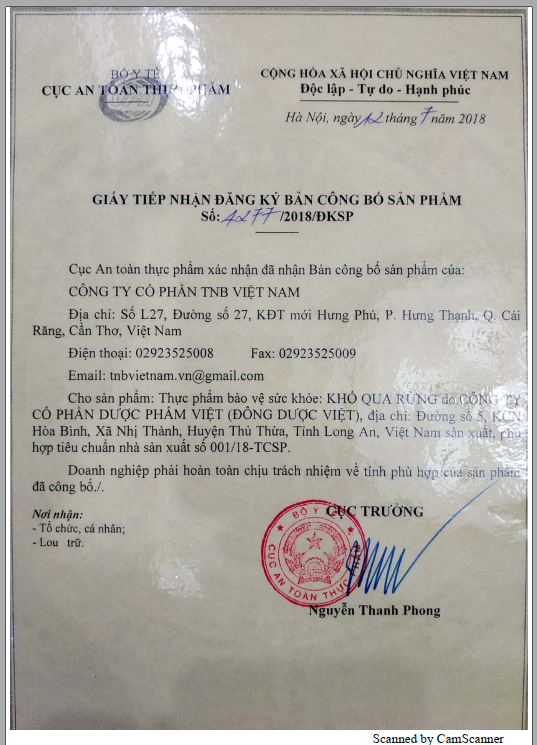 BỘ Y TẾ
CỤC AN TOÀN THỰC PHẨM
CỘNG HÒA XÃ HỘI CHỦ NGHĨA VIỆT NAM
Độc lập - Tự do - Hạnh phúc
Hà Nội, ngày 12 tháng 7 năm 2018
GIẤY TIẾP NHẬN ĐĂNG KÝ BẢN CÔNG BỐ SẢN PHẨM
Số: 1277/2018/ĐKSP
Cục An toàn thực phẩm xác nhận đã nhận Bản công bố sản phẩm của:
CÔNG TY CỔ PHẦN TNB VIỆT NAM
Địa chỉ: Số L27, Đường số 27, KĐT mới Hưng Phú, P. Hưng Thạnh, Q. Cái
Răng, Cần Thơ, Việt Nam
Điện thoại: 02923525008 Fax: 02923525009
Email: tnbvietnam.vn@gmail.com
Cho sản phẩm: Thực phẩm bảo vệ sức khỏe: KHỔ QUA RỪNG do CÔNG TY
CỔ PHẦN DƯỢC PHẨM VIỆT (ĐÔNG DƯỢC VIỆT), địa chỉ: Đường số 5, KCN
Hòa Bình, Xã Nhị Thành, Huyện Thủ Thừa, Tỉnh Long An, Việt Nam sản xuất, phù
hợp tiêu chuẩn nhà sản xuất số 001/18-TCSP.
Doanh nghiệp phải hoàn toàn chịu trách nhiệm về tính phù hợp của sản phẩm
đã công bố./.
Nơi nhận:
- Tổ chức, cá nhân;
- Lou trữ.
CỤC TRƯỞNG
BỘ Y TẾ
CỤC AN TOÀN THỰC PHẨM
Nguyễn Thanh Phong
Scanned by CamScanner